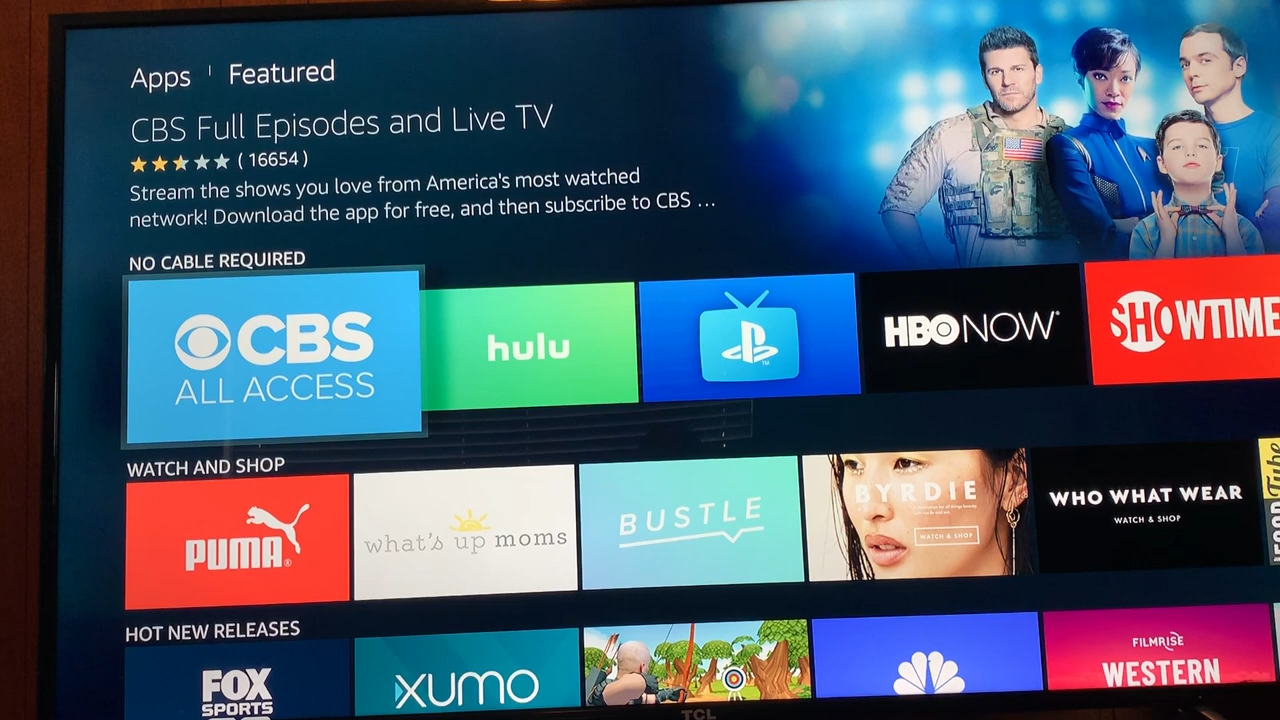 Apps | Featured
CBS Full Episodes and Live TV
( 16654 )
Stream the shows you love from America's most watched
network! Download the app for free, and then subscribe to CBS ...
NO CABLE REQUIRED
CBS
ALL ACCESS
hulu
HBO NOW
SHOWTIME
WATCH AND SHOP
PUMA
what's up moms
BUSTLE
BYRDIE
WATCH & SHOP
WHO WHAT WEAR
WATCH & SHOP
FOOD Tube
HOT NEW RELEASES
FOX
SPORTS
XUMO
FILMRISE
WESTERN
TCL